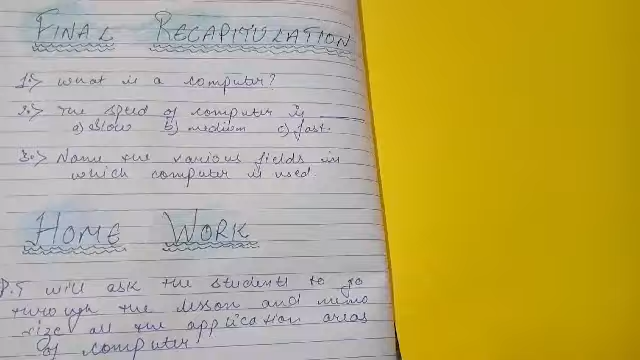 FINAL RECAPITULATION
1:> What is a computer?
2:> The speed of computer is
a) slow b) medium c) fast.
3:> Name the various fields in
which computer is used.
HOME WORK
P.T will ask the students to go
through the lesson and memo
rize all the application areas
of computer